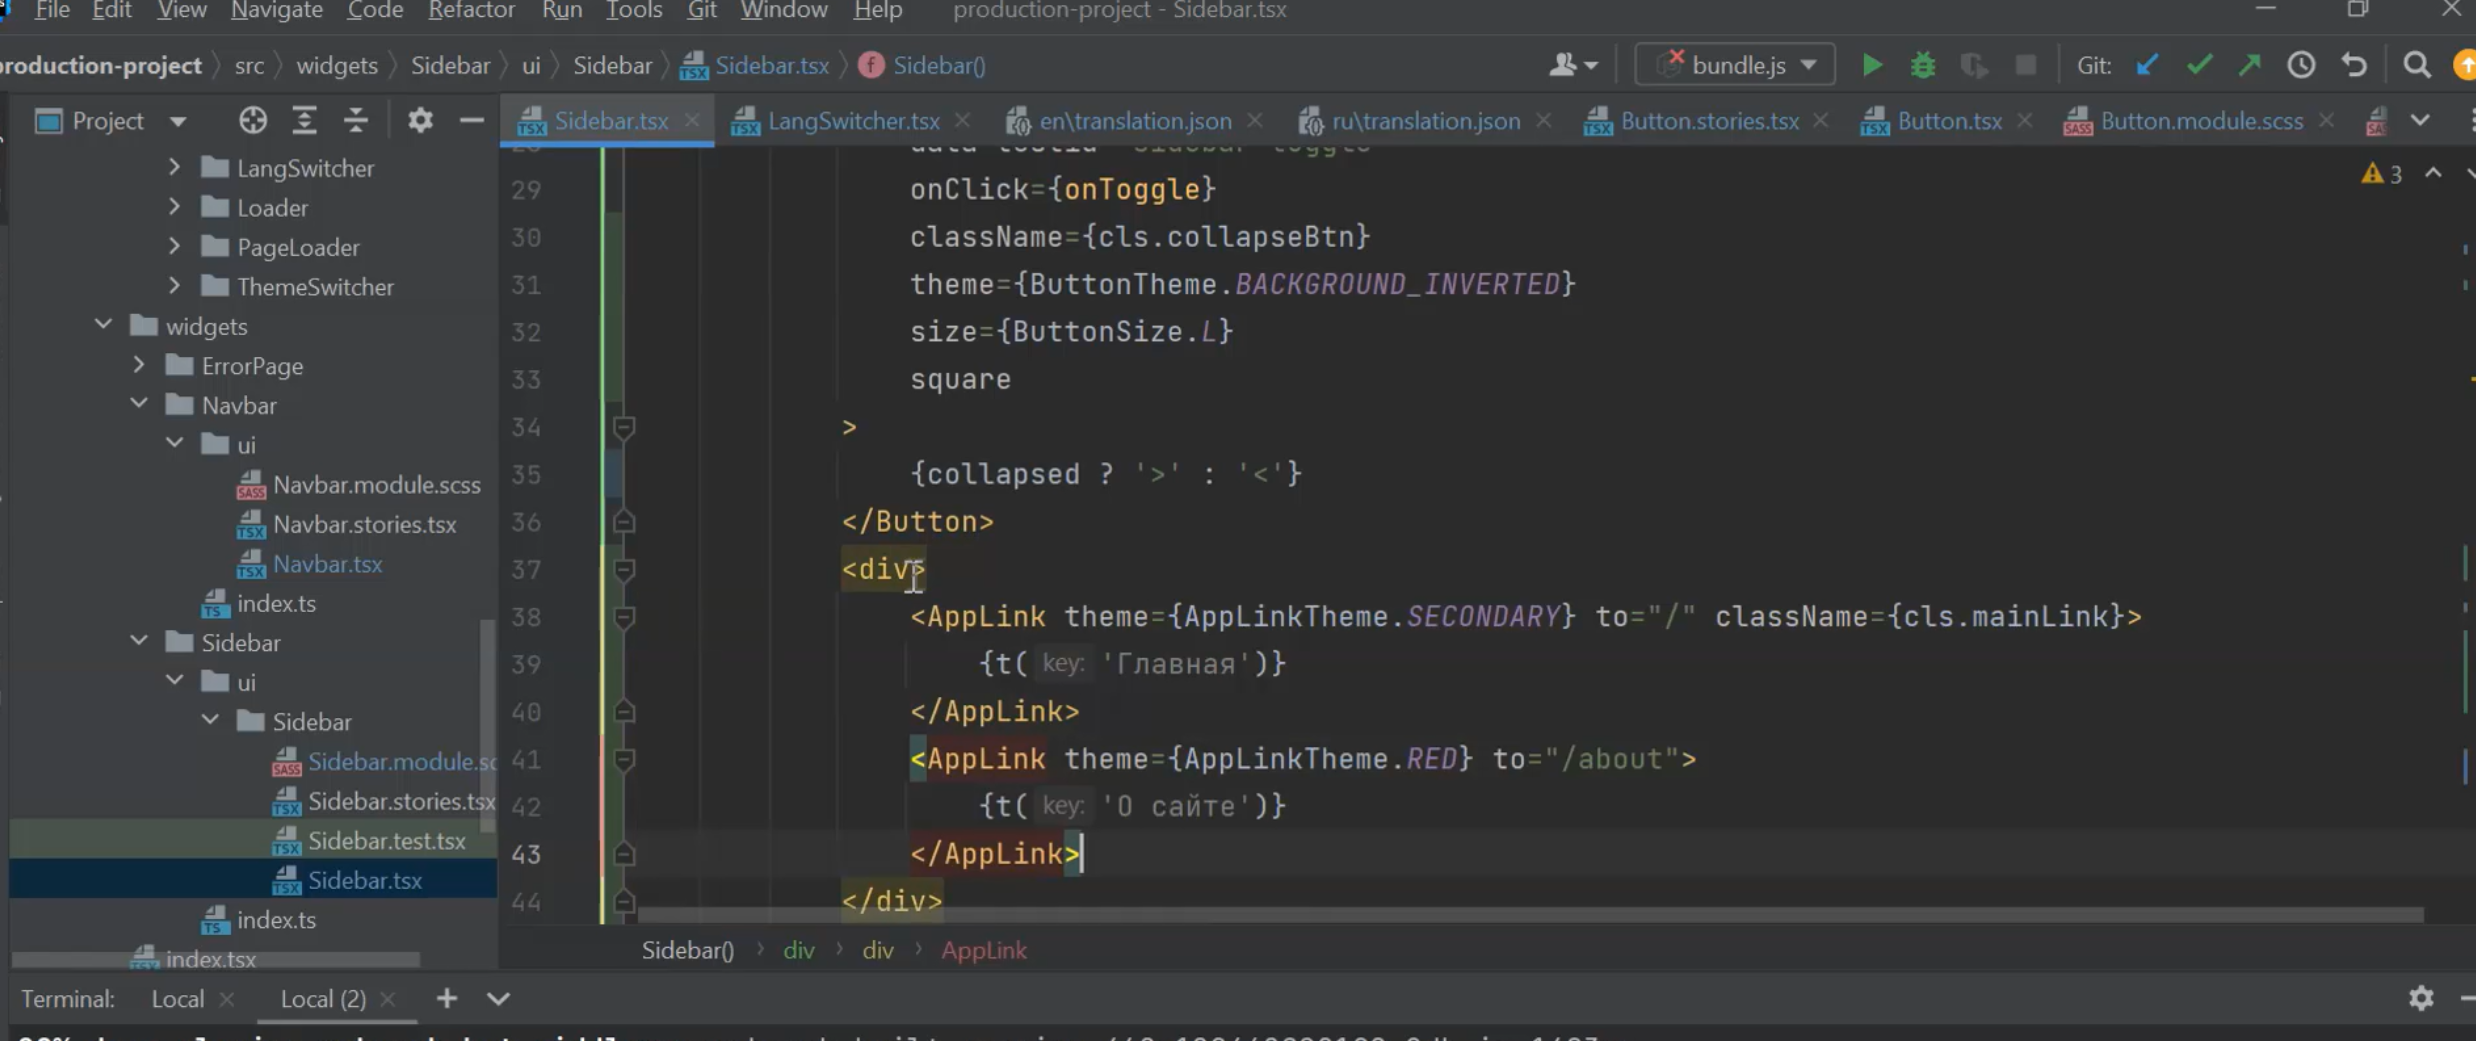 File Edit View Navigate Code Refactor Run Tools Git Window Help production-project - Sidebar.tsx
production-project src widgets Sidebar ui Sidebar Sidebar.tsx Sidebar() bundle.js Git:
Project Sidebar.tsx LangSwitcher.tsx en\translation.json ru\translation.json Button.stories.tsx Button.tsx Button.module.scss
LangSwitcher
Loader
PageLoader
ThemeSwitcher
widgets
ErrorPage
Navbar
ui
Navbar.module.scss
Navbar.stories.tsx
Navbar.tsx
index.ts
Sidebar
ui
Sidebar
Sidebar.module.sc
Sidebar.stories.tsx
Sidebar.test.tsx
Sidebar.tsx
index.ts
index.tsx
3
29 onClick={onToggle}
30 className={cls.collapseBtn}
31 theme={ButtonTheme.BACKGROUND_INVERTED}
32 size={ButtonSize.L}
33 square
34 >
35 {collapsed ? '>' : '<'}
36 </Button>
37 <div>
38 <AppLink theme={AppLinkTheme.SECONDARY} to="/" className={cls.mainLink}>
39 {t( key: 'Главная')}
40 </AppLink>
41 <AppLink theme={AppLinkTheme.RED} to="/about">
42 {t( key: 'О сайте')}
43 </AppLink>
44 </div>
Sidebar() div div AppLink
Terminal: Local Local (2)